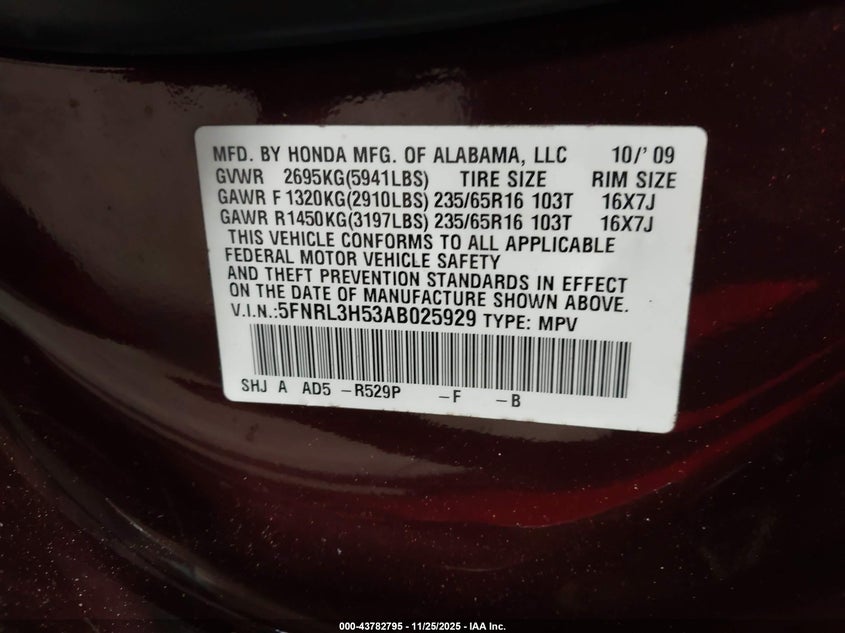 MFD. BY HONDA MFG. OF ALABAMA, LLC 10/' 09
GVWR 2695KG(5941LBS) TIRE SIZE RIM SIZE
GAWR F 1320KG(2910LBS) 235/65R16 103T 16X7J
GAWR R1450KG(3197LBS) 235/65R16 103T 16X7J
THIS VEHICLE CONFORMS TO ALL APPLICABLE
FEDERAL MOTOR VEHICLE SAFETY
AND THEFT PREVENTION STANDARDS IN EFFECT
ON THE DATE OF MANUFACTURE SHOWN ABOVE.
V.I.N.:5FNRL3H53AB025929 TYPE: MPV
SHJ A AD5 -R529P -F -B
000-43782795 - 11/25/2025 - IAA Inc.